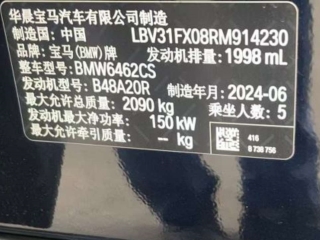 华晨宝马汽车有限公司制造
制造国：中国 LBV31FX08RM914230
品牌：宝马(BMW)牌 发动机排量：1998 mL
整车型号：BMW6462CS
发动机型号：B48A20R 制造年月：2024-06
最大允许总质量：2090 kg 乘坐人数：5
发动机最大净功率：150 kW
最大允许牵引质量：-- kg
416
8 738 756